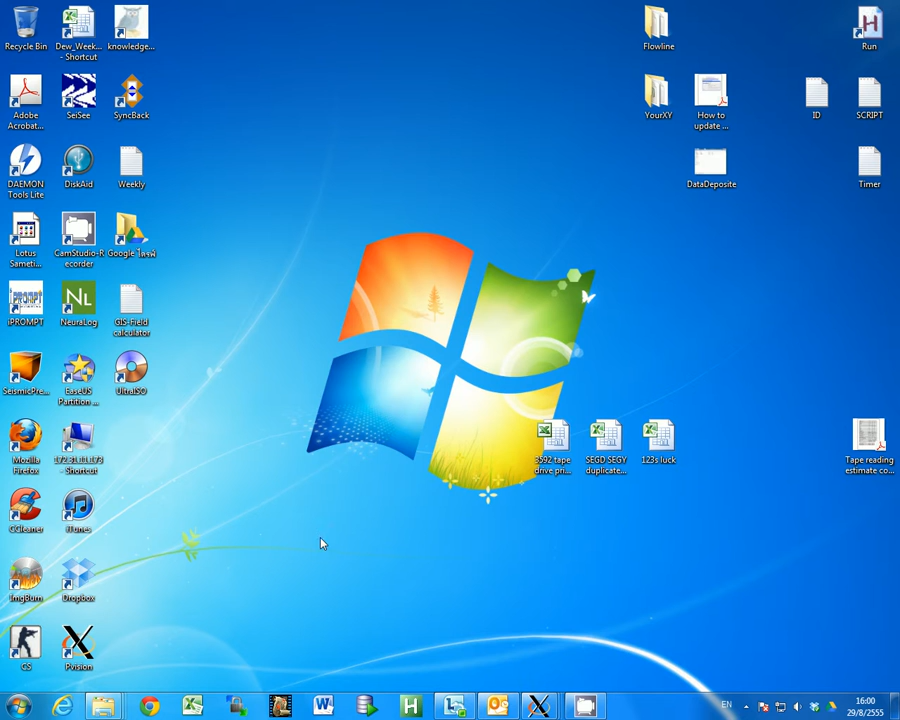 Recycle Bin
Dew_Week...
- Shortcut
knowledge...
Flowline
Run
Adobe
Acrobat...
SeiSee
SyncBack
YourXY
How to
update ...
ID
SCRIPT
DAEMON
Tools Lite
DiskAid
Weekly
DataDeposite
Timer
Lotus
Sameti...
CamStudio-R
ecorder
Google ไดรฟ์
iPROMPT
iPROMPT
NL
NeuraLog
GIS-Field
calculator
SeismicPre...
EaseUS
Partition ...
UltraISO
Mozilla
Firefox
- Shortcut
3592 tape
drive pri...
SEGD SEGY
duplicate...
123s luck
Tape reading
estimate co...
CCleaner
iTunes
ImgBurn
Dropbox
CS
Pvision
EN
16:00
29/8/2555